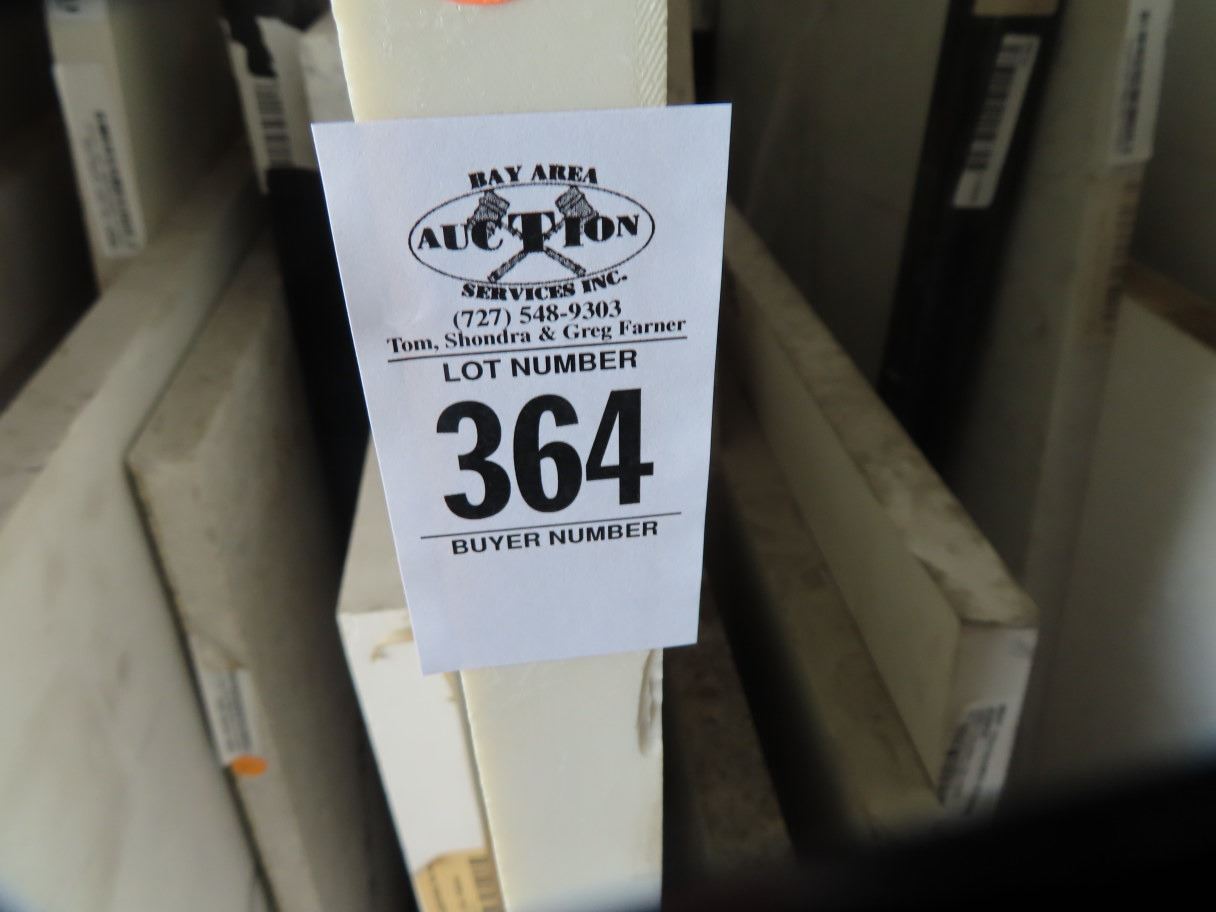 BAY AREA
AUCTION
SERVICES INC.
(727) 548-9303
Tom, Shondra & Greg Farner
LOT NUMBER
364
BUYER NUMBER